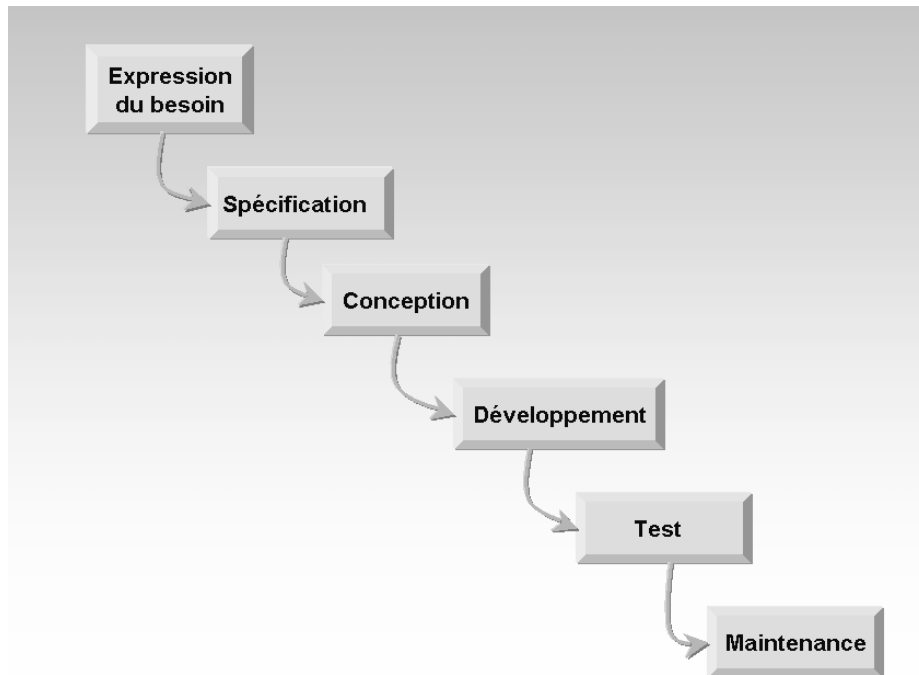 Expression
du besoin
Spécification
Conception
Développement
Test
Maintenance